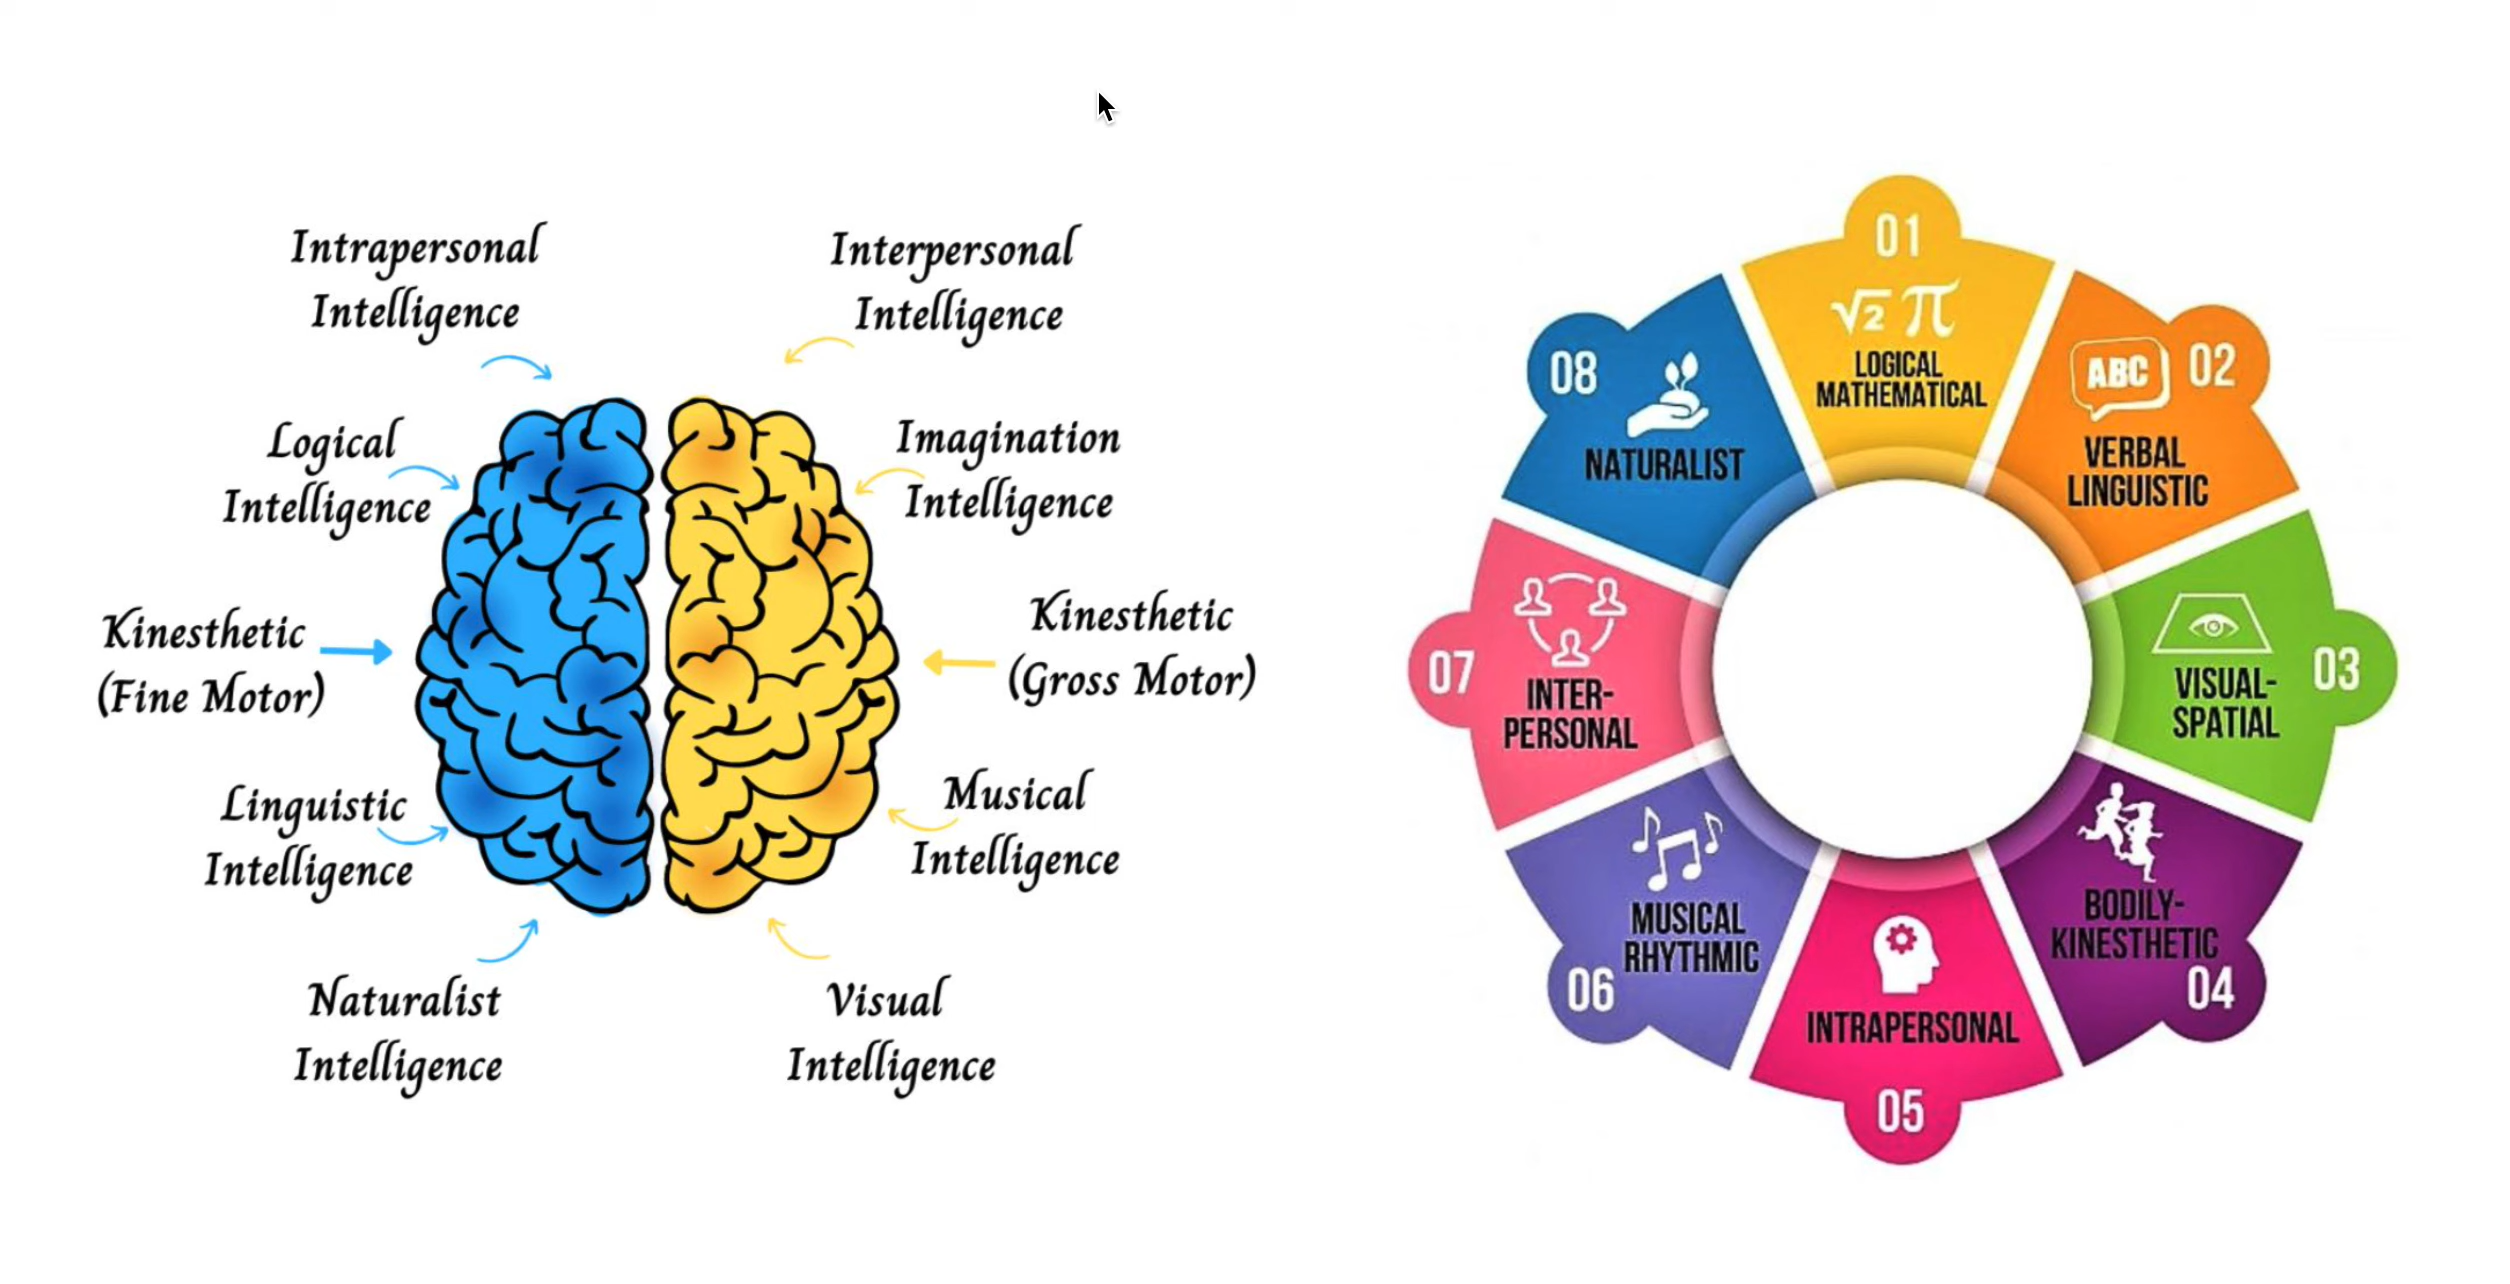 Intrapersonal
Intelligence
Interpersonal
Intelligence
Logical
Intelligence
Imagination
Intelligence
Kinesthetic
(Fine Motor)
Kinesthetic
(Gross Motor)
Linguistic
Intelligence
Musical
Intelligence
Naturalist
Intelligence
Visual
Intelligence
01
√2 π
LOGICAL
MATHEMATICAL
02
ABC
VERBAL
LINGUISTIC
03
VISUAL-
SPATIAL
BODILY-
KINESTHETIC
04
INTRAPERSONAL
05
MUSICAL
RHYTHMIC
06
07
INTER-
PERSONAL
08
NATURALIST